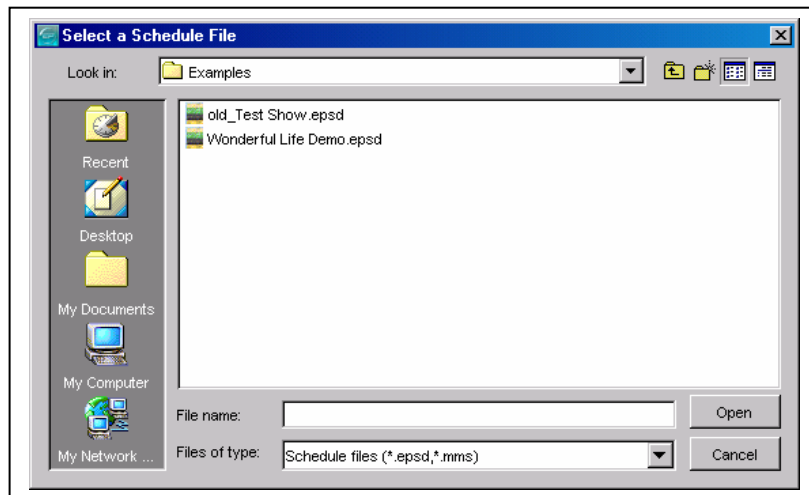 Select a Schedule File
Look in: Examples
old_Test Show.epsd
Wonderful Life Demo.epsd
Recent
Desktop
My Documents
My Computer
My Network ...
File name: Open
Files of type: Schedule files (*.epsd,*.mms) Cancel